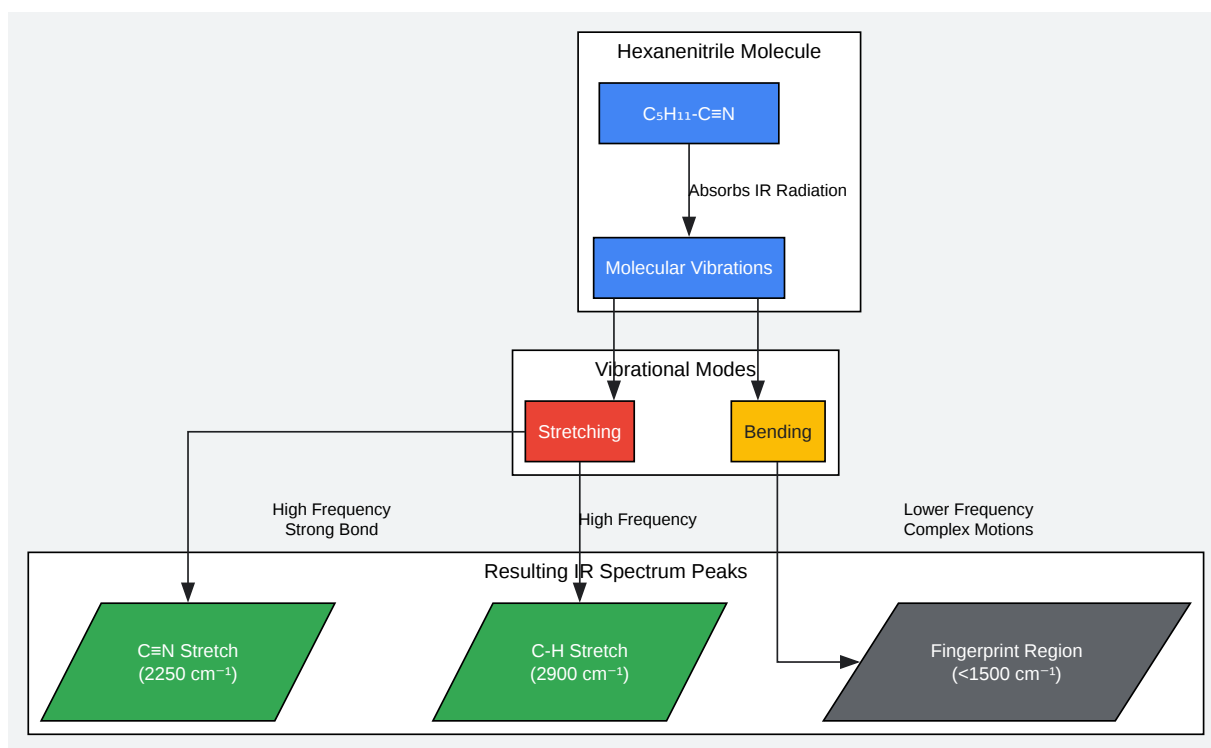 Hexanenitrile Molecule
C₅H₁₁-C≡N
Absorbs IR Radiation
Molecular Vibrations
Vibrational Modes
Stretching
Bending
High Frequency
Strong Bond
High Frequency
Lower Frequency
Complex Motions
Resulting IR Spectrum Peaks
C≡N Stretch
(2250 cm⁻¹)
C-H Stretch
(2900 cm⁻¹)
Fingerprint Region
(<1500 cm⁻¹)